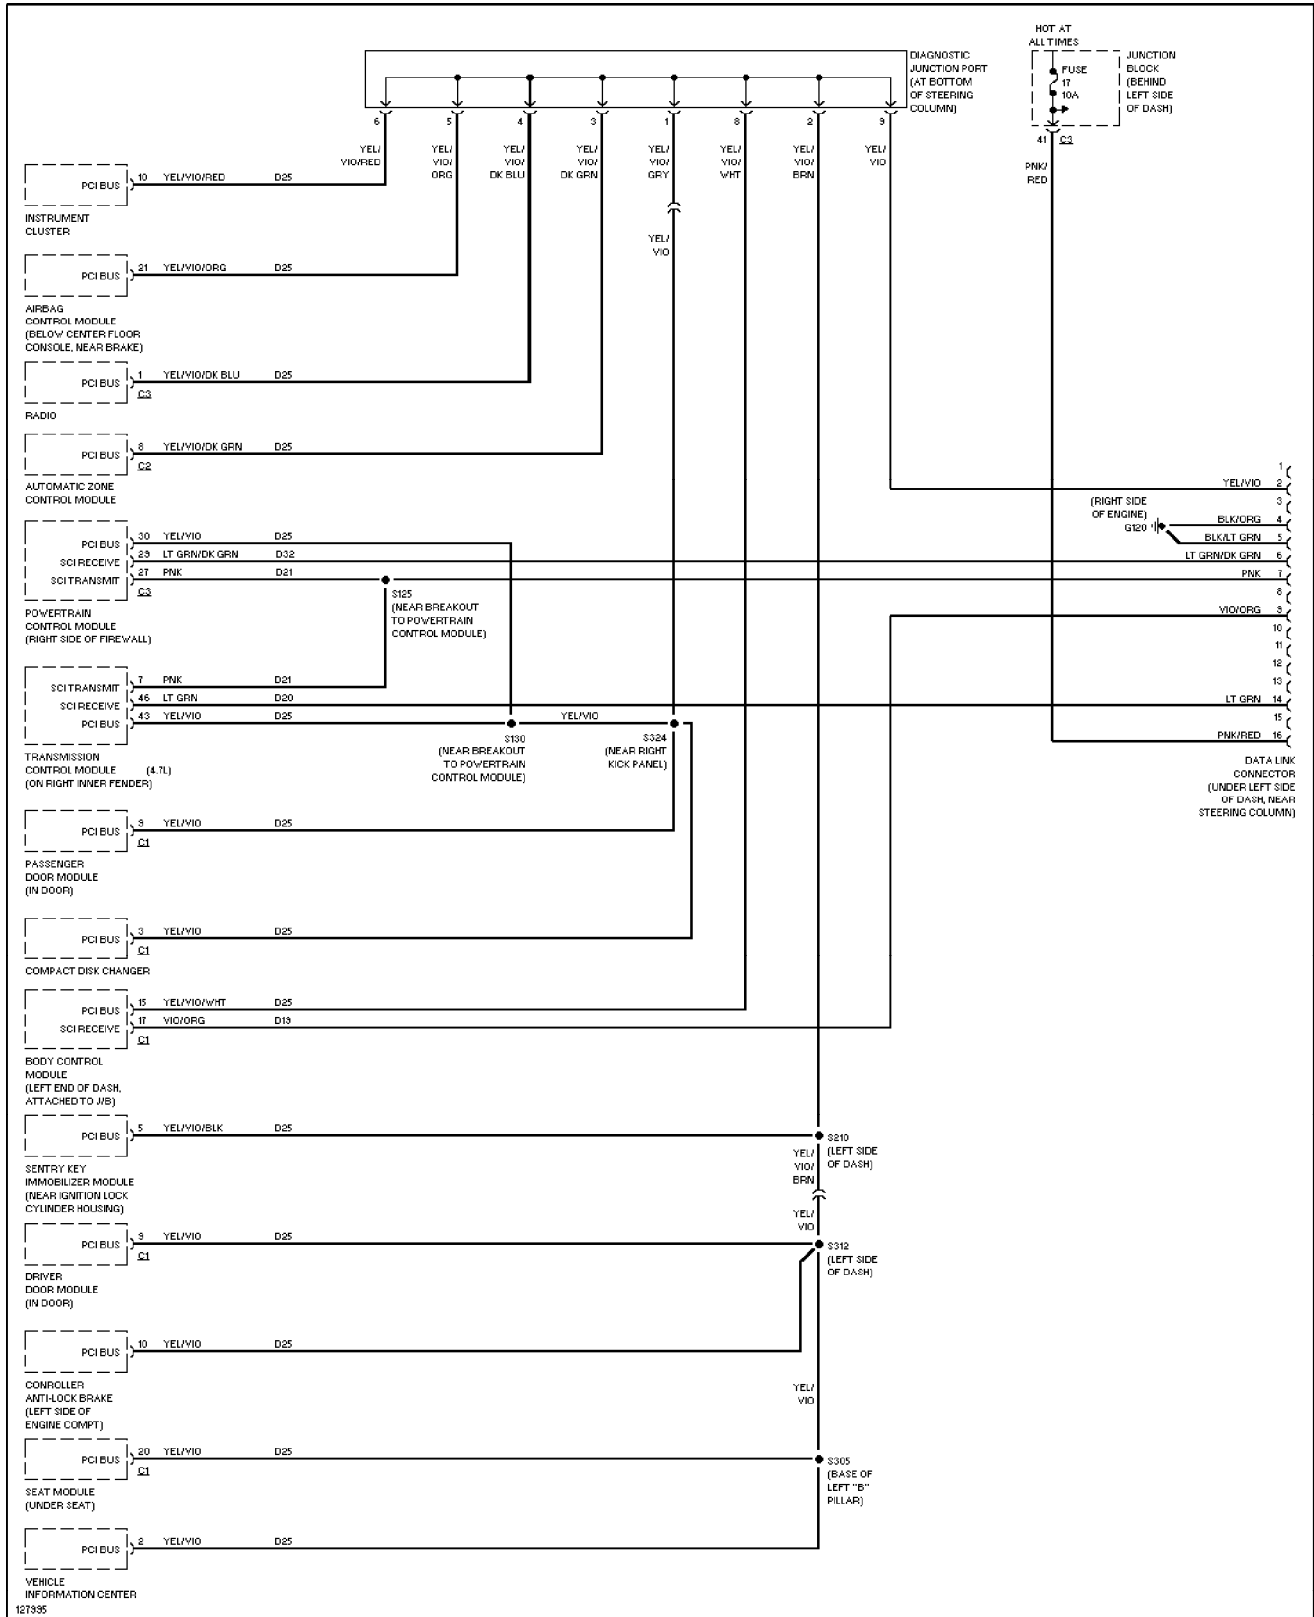 HOT AT
ALL TIMES
DIAGNOSTIC
JUNCTION PORT
(AT BOTTOM
OF STEERING
COLUMN)
FUSE
17
10A
JUNCTION
BLOCK
(BEHIND
LEFT SIDE
OF DASH)
6 5 4 3 1 8 2 9
41 C3
YEL/
VIO/RED
YEL/
VIO/
ORG
YEL/
VIO/
DK BLU
YEL/
VIO/
DK GRN
YEL/
VIO/
GRY
YEL/
VIO/
WHT
YEL/
VIO/
BRN
YEL/
VIO
PNK/
RED
YEL/
VIO
PCI BUS 10 YEL/VIO/RED D25
INSTRUMENT
CLUSTER
PCI BUS 21 YEL/VIO/ORG D25
AIRBAG
CONTROL MODULE
(BELOW CENTER FLOOR
CONSOLE, NEAR BRAKE)
PCI BUS 1 YEL/VIO/DK BLU D25
C3
RADIO
PCI BUS 8 YEL/VIO/DK GRN D25
C2
AUTOMATIC ZONE
CONTROL MODULE
PCI BUS 30 YEL/VIO D25
SCI RECEIVE 29 LT GRN/DK GRN D32
SCI TRANSMIT 27 PNK D21
C3
POWERTRAIN
CONTROL MODULE
(RIGHT SIDE OF FIREWALL)
S125
(NEAR BREAKOUT
TO POWERTRAIN
CONTROL MODULE)
SCI TRANSMIT 7 PNK D21
SCI RECEIVE 46 LT GRN D20
PCI BUS 43 YEL/VIO D25
TRANSMISSION
CONTROL MODULE (4.7L)
(ON RIGHT INNER FENDER)
YEL/VIO
S130
(NEAR BREAKOUT
TO POWERTRAIN
CONTROL MODULE)
S324
(NEAR RIGHT
KICK PANEL)
1
YEL/VIO 2
3
(RIGHT SIDE
OF ENGINE)
G120
BLK/ORG 4
BLK/LT GRN 5
LT GRN/DK GRN 6
PNK 7
8
VIO/ORG 9
10
11
12
13
LT GRN 14
15
PNK/RED 16
DATA LINK
CONNECTOR
(UNDER LEFT SIDE
OF DASH, NEAR
STEERING COLUMN)
PCI BUS 9 YEL/VIO D25
C1
PASSENGER
DOOR MODULE
(IN DOOR)
PCI BUS 3 YEL/VIO D25
C1
COMPACT DISK CHANGER
PCI BUS 15 YEL/VIO/WHT D25
SCI RECEIVE 17 VIO/ORG D19
C1
BODY CONTROL
MODULE
(LEFT END OF DASH,
ATTACHED TO J/B)
PCI BUS 5 YEL/VIO/BLK D25
SENTRY KEY
IMMOBILIZER MODULE
(NEAR IGNITION LOCK
CYLINDER HOUSING)
S210
(LEFT SIDE
OF DASH)
YEL/
VIO/
BRN
YEL/
VIO
PCI BUS 9 YEL/VIO D25
C1
DRIVER
DOOR MODULE
(IN DOOR)
S312
(LEFT SIDE
OF DASH)
PCI BUS 10 YEL/VIO D25
CONROLLER
ANTI-LOCK BRAKE
(LEFT SIDE OF
ENGINE COMPT)
YEL/
VIO
PCI BUS 20 YEL/VIO D25
C1
SEAT MODULE
(UNDER SEAT)
S305
(BASE OF
LEFT "B"
PILLAR)
PCI BUS 2 YEL/VIO D25
VEHICLE
INFORMATION CENTER
127995